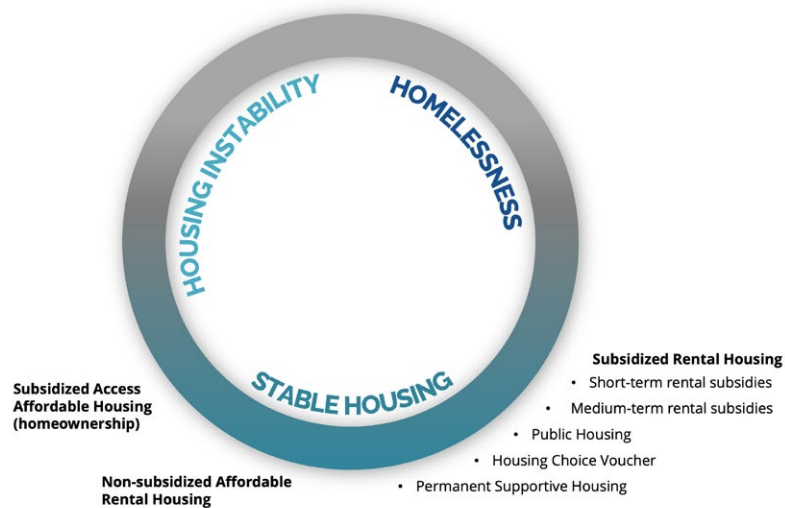 HOUSING INSTABILITY
HOMELESSNESS
STABLE HOUSING
Subsidized Rental Housing
• Short-term rental subsidies
• Medium-term rental subsidies
• Public Housing
• Housing Choice Voucher
• Permanent Supportive Housing
Subsidized Access
Affordable Housing
(homeownership)
Non-subsidized Affordable
Rental Housing